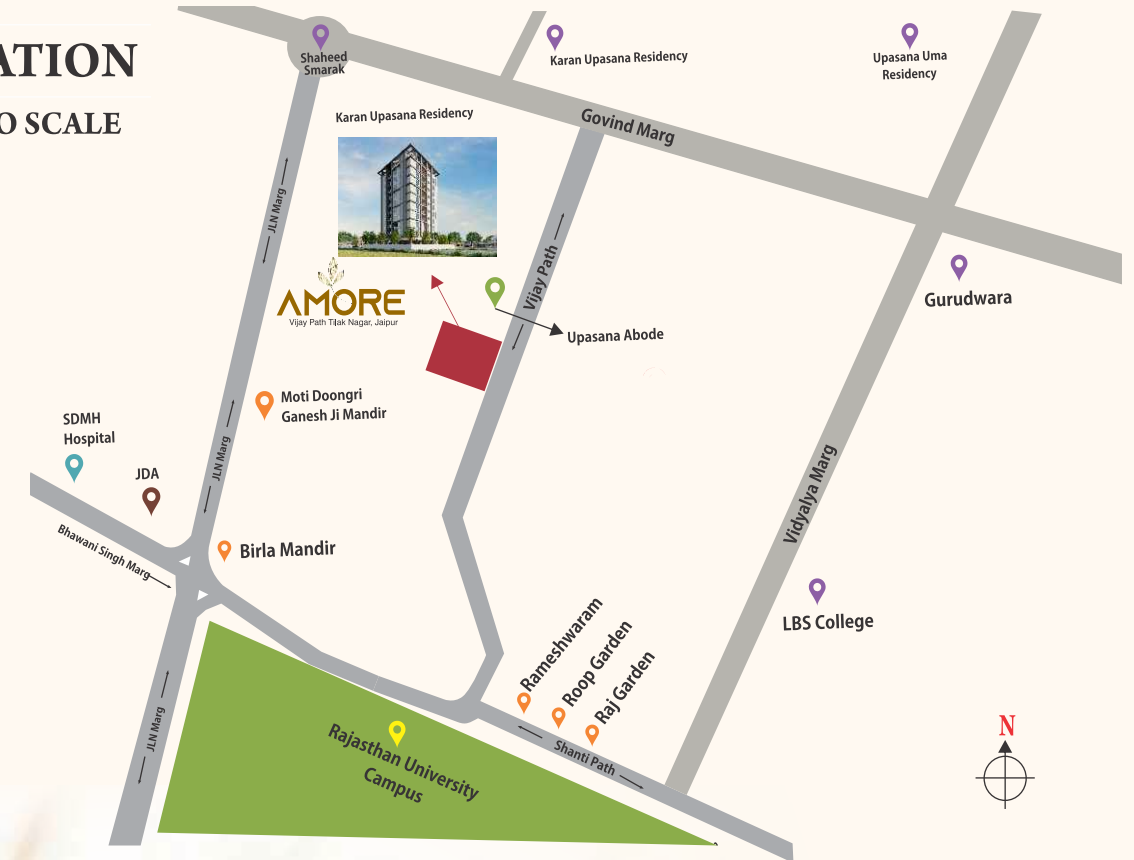 ATION
O SCALE
Shaheed
Smarak
Karan Upasana Residency
Upasana Uma
Residency
Karan Upasana Residency
Govind Marg
JLN Marg
Vijay Path
AMORE
Vijay Path Tilak Nagar, Jaipur
Upasana Abode
Gurudwara
Moti Doongri
Ganesh Ji Mandir
SDMH
Hospital
JDA
JLN Marg
Vidyalya Marg
Bhawani Singh Marg
Birla Mandir
LBS College
Rameshwaram
Roop Garden
Raj Garden
Shanti Path
JLN Marg
Rajasthan University
Campus
N